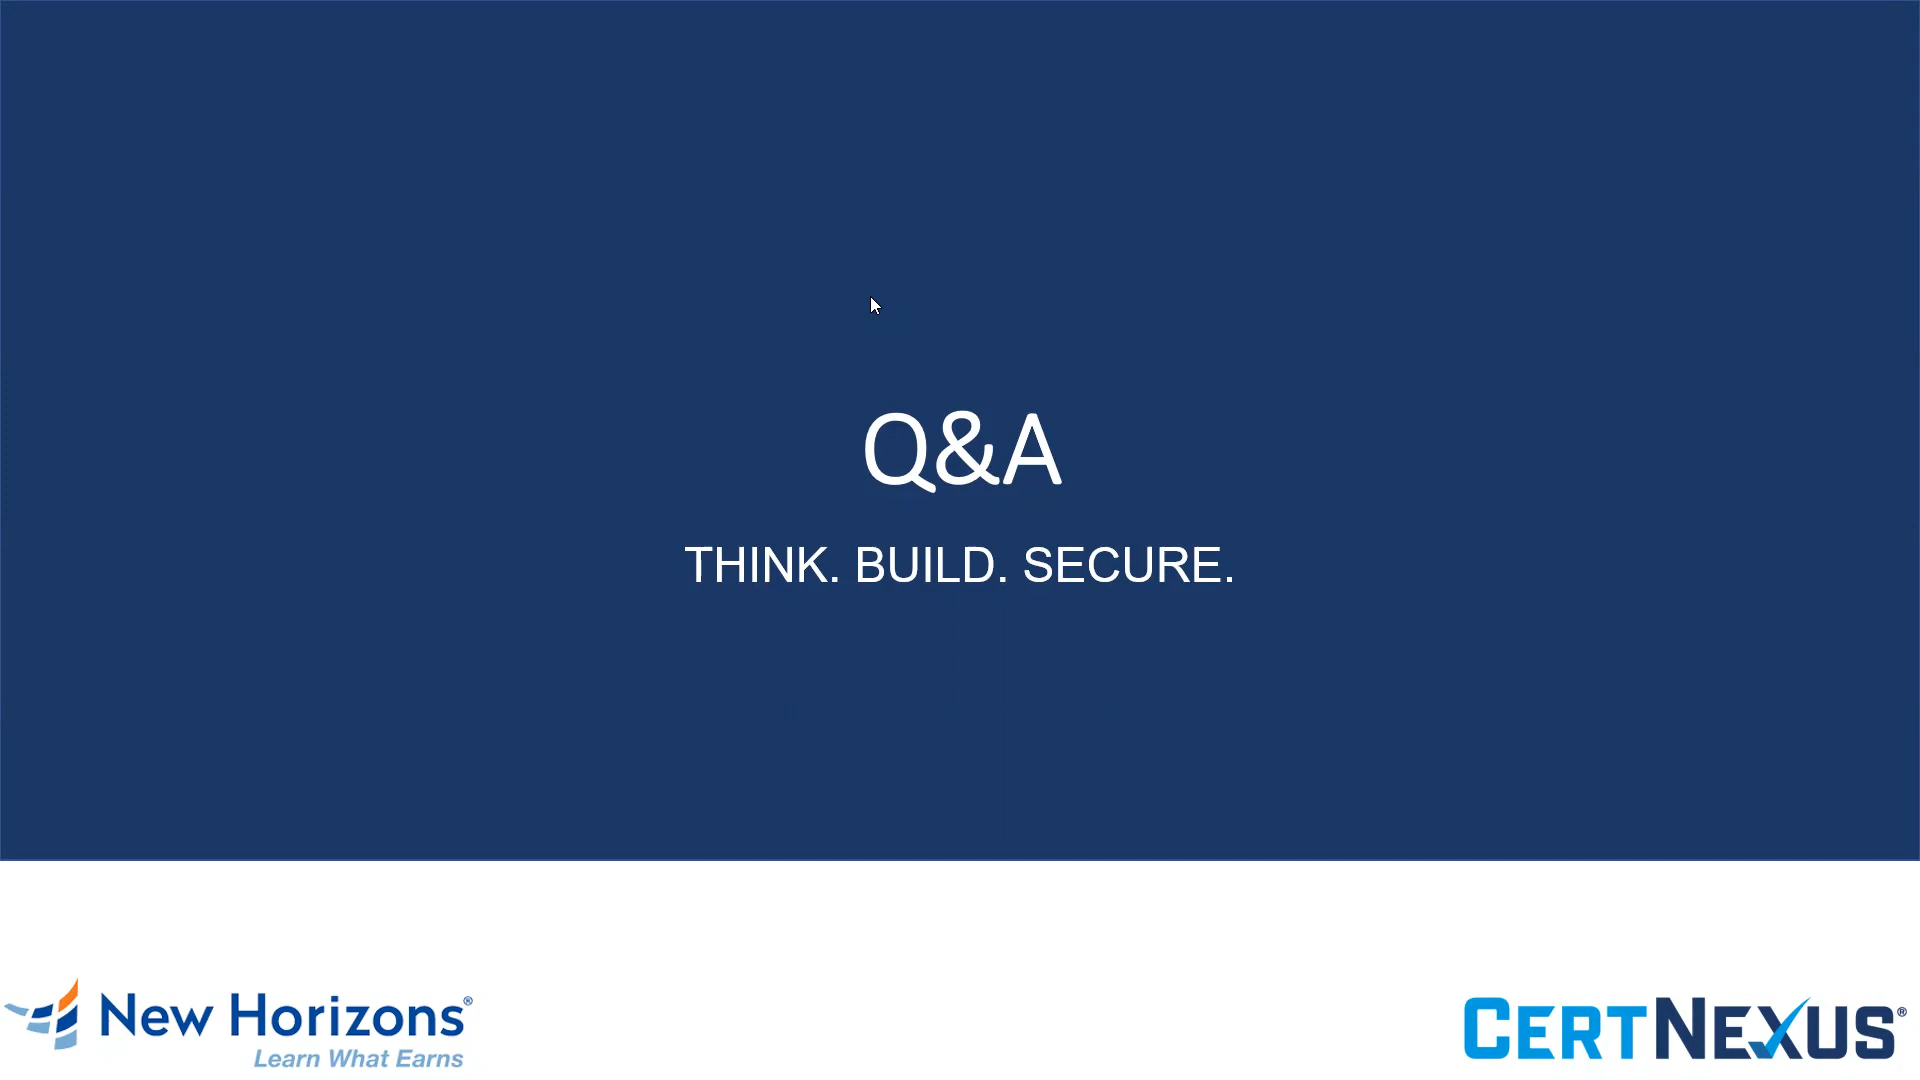 Q&A
THINK. BUILD. SECURE.
New Horizons®
Learn What Earns
CERTNEXUS®